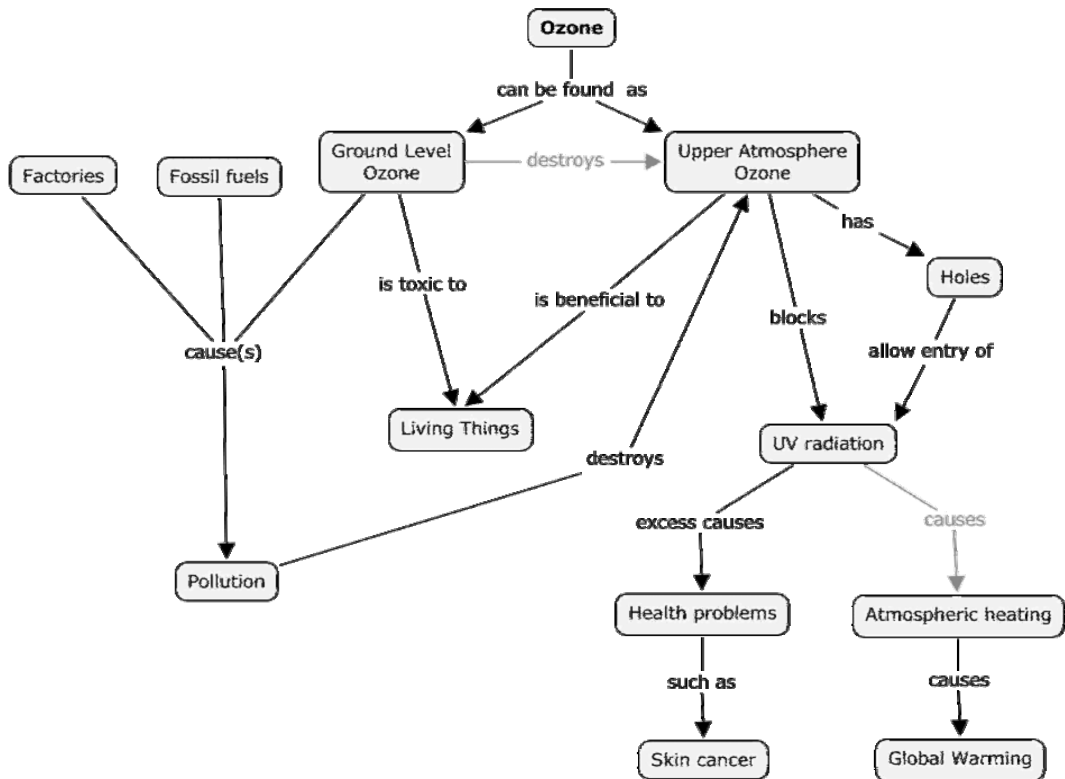 Ozone
can be found as
Ground Level
Ozone
destroys
Upper Atmosphere
Ozone
Factories
Fossil fuels
has
Holes
is toxic to
is beneficial to
blocks
allow entry of
cause(s)
Living Things
UV radiation
destroys
excess causes
causes
Pollution
Health problems
Atmospheric heating
such as
causes
Skin cancer
Global Warming